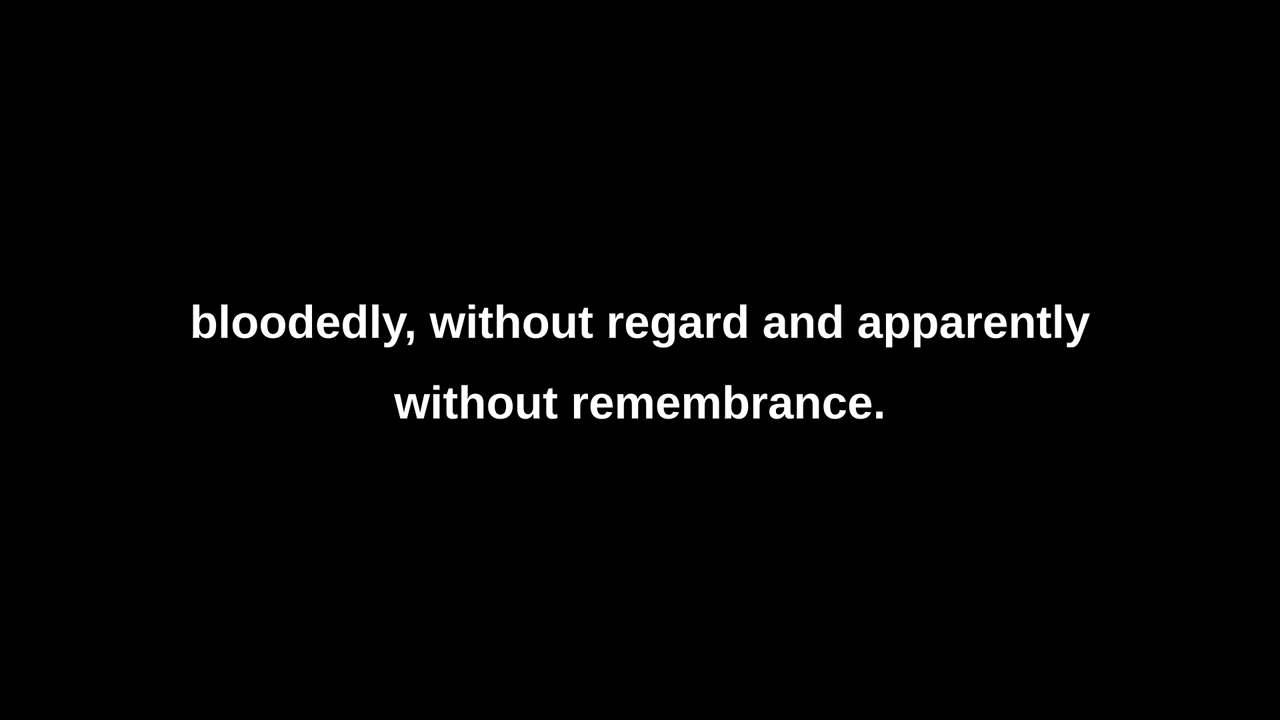 bloodedly, without regard and apparently
without remembrance.